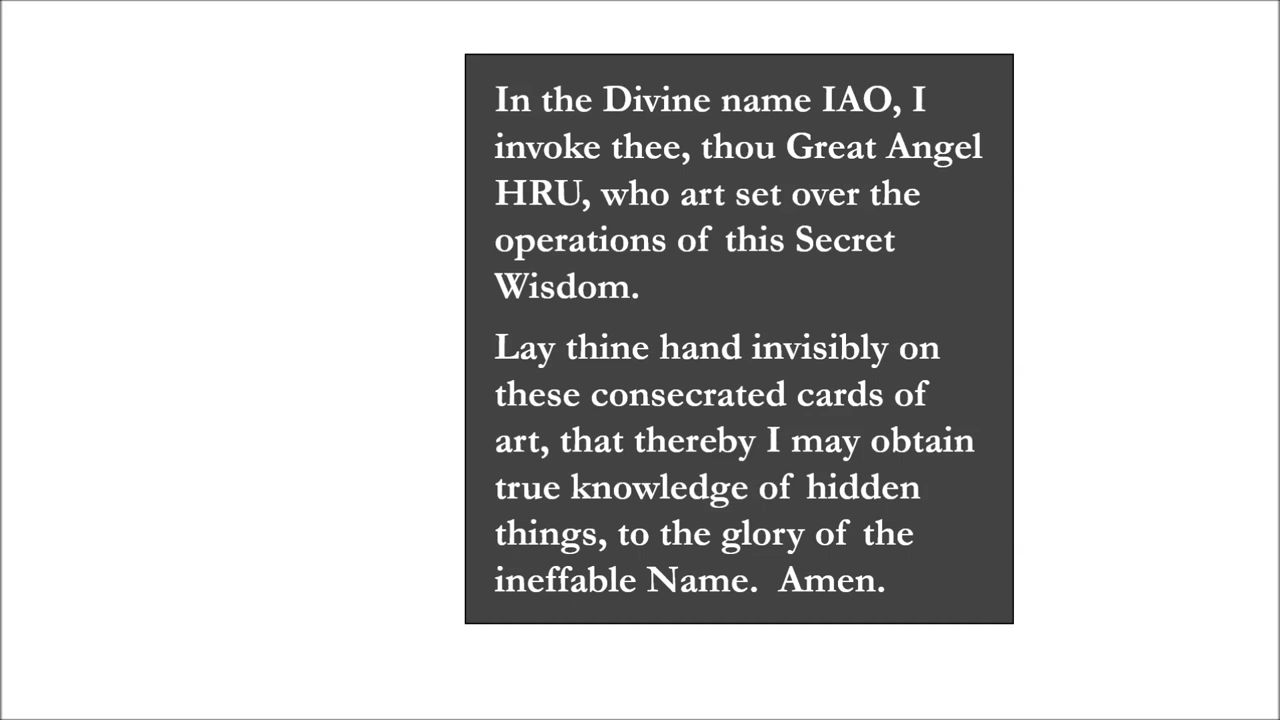 In the Divine name IAO, I
invoke thee, thou Great Angel
HRU, who art set over the
operations of this Secret
Wisdom.
Lay thine hand invisibly on
these consecrated cards of
art, that thereby I may obtain
true knowledge of hidden
things, to the glory of the
ineffable Name.  Amen.